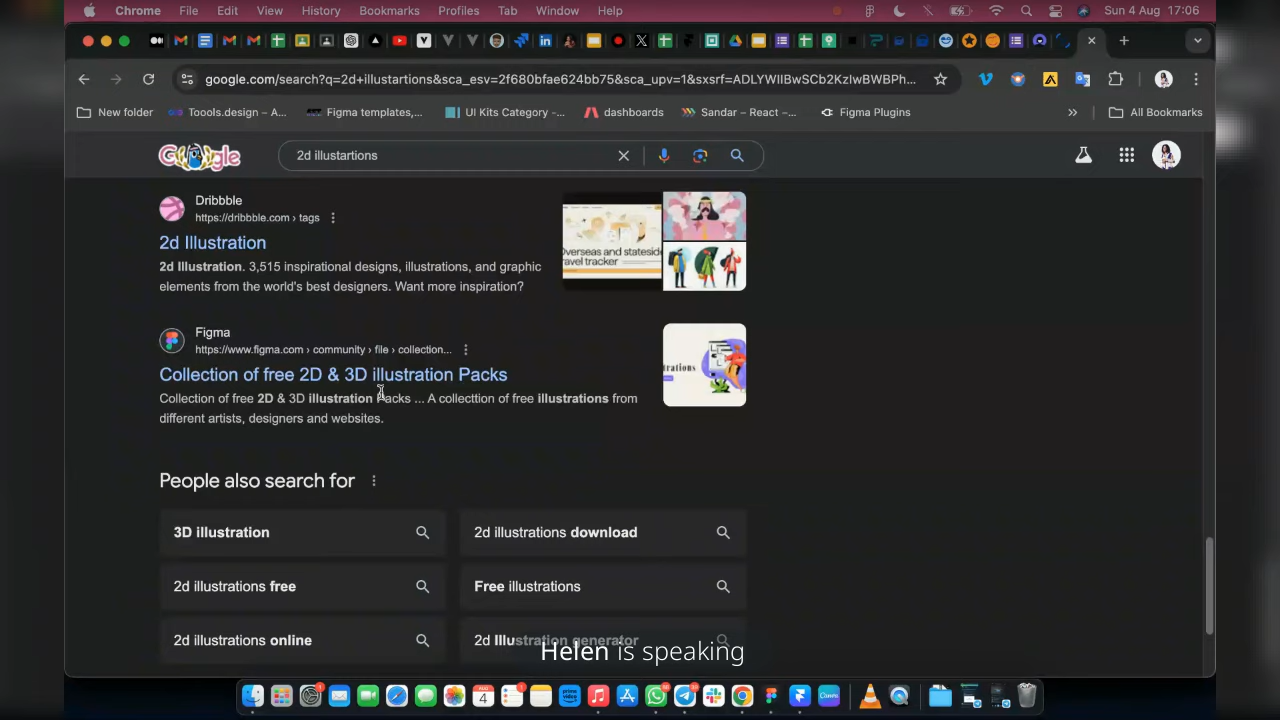 Chrome File Edit View History Bookmarks Profiles Tab Window Help Sun 4 Aug 17:06
google.com/search?q=2d+illustartions&sca_esv=2f680bfae624bb75&sca_upv=1&sxsrf=ADLYWIIBwSCb2KzIwBWBPh...
New folder Toools.design – A... Figma templates,... UI Kits Category –... dashboards Sandar – React –... Figma Plugins » All Bookmarks
Google 2d illustartions
Dribbble
https://dribbble.com › tags
2d Illustration
2d Illustration. 3,515 inspirational designs, illustrations, and graphic
elements from the world's best designers. Want more inspiration?
Overseas and stateside
travel tracker
Figma
https://www.figma.com › community › file › collection...
Collection of free 2D & 3D illustration Packs
Collection of free 2D & 3D illustration Packs ... A collecttion of free illustrations from
different artists, designers and websites.
trations
People also search for
3D illustration 2d illustrations download
2d illustrations free Free illustrations
2d illustrations online 2d Illustration generator
Helen is speaking